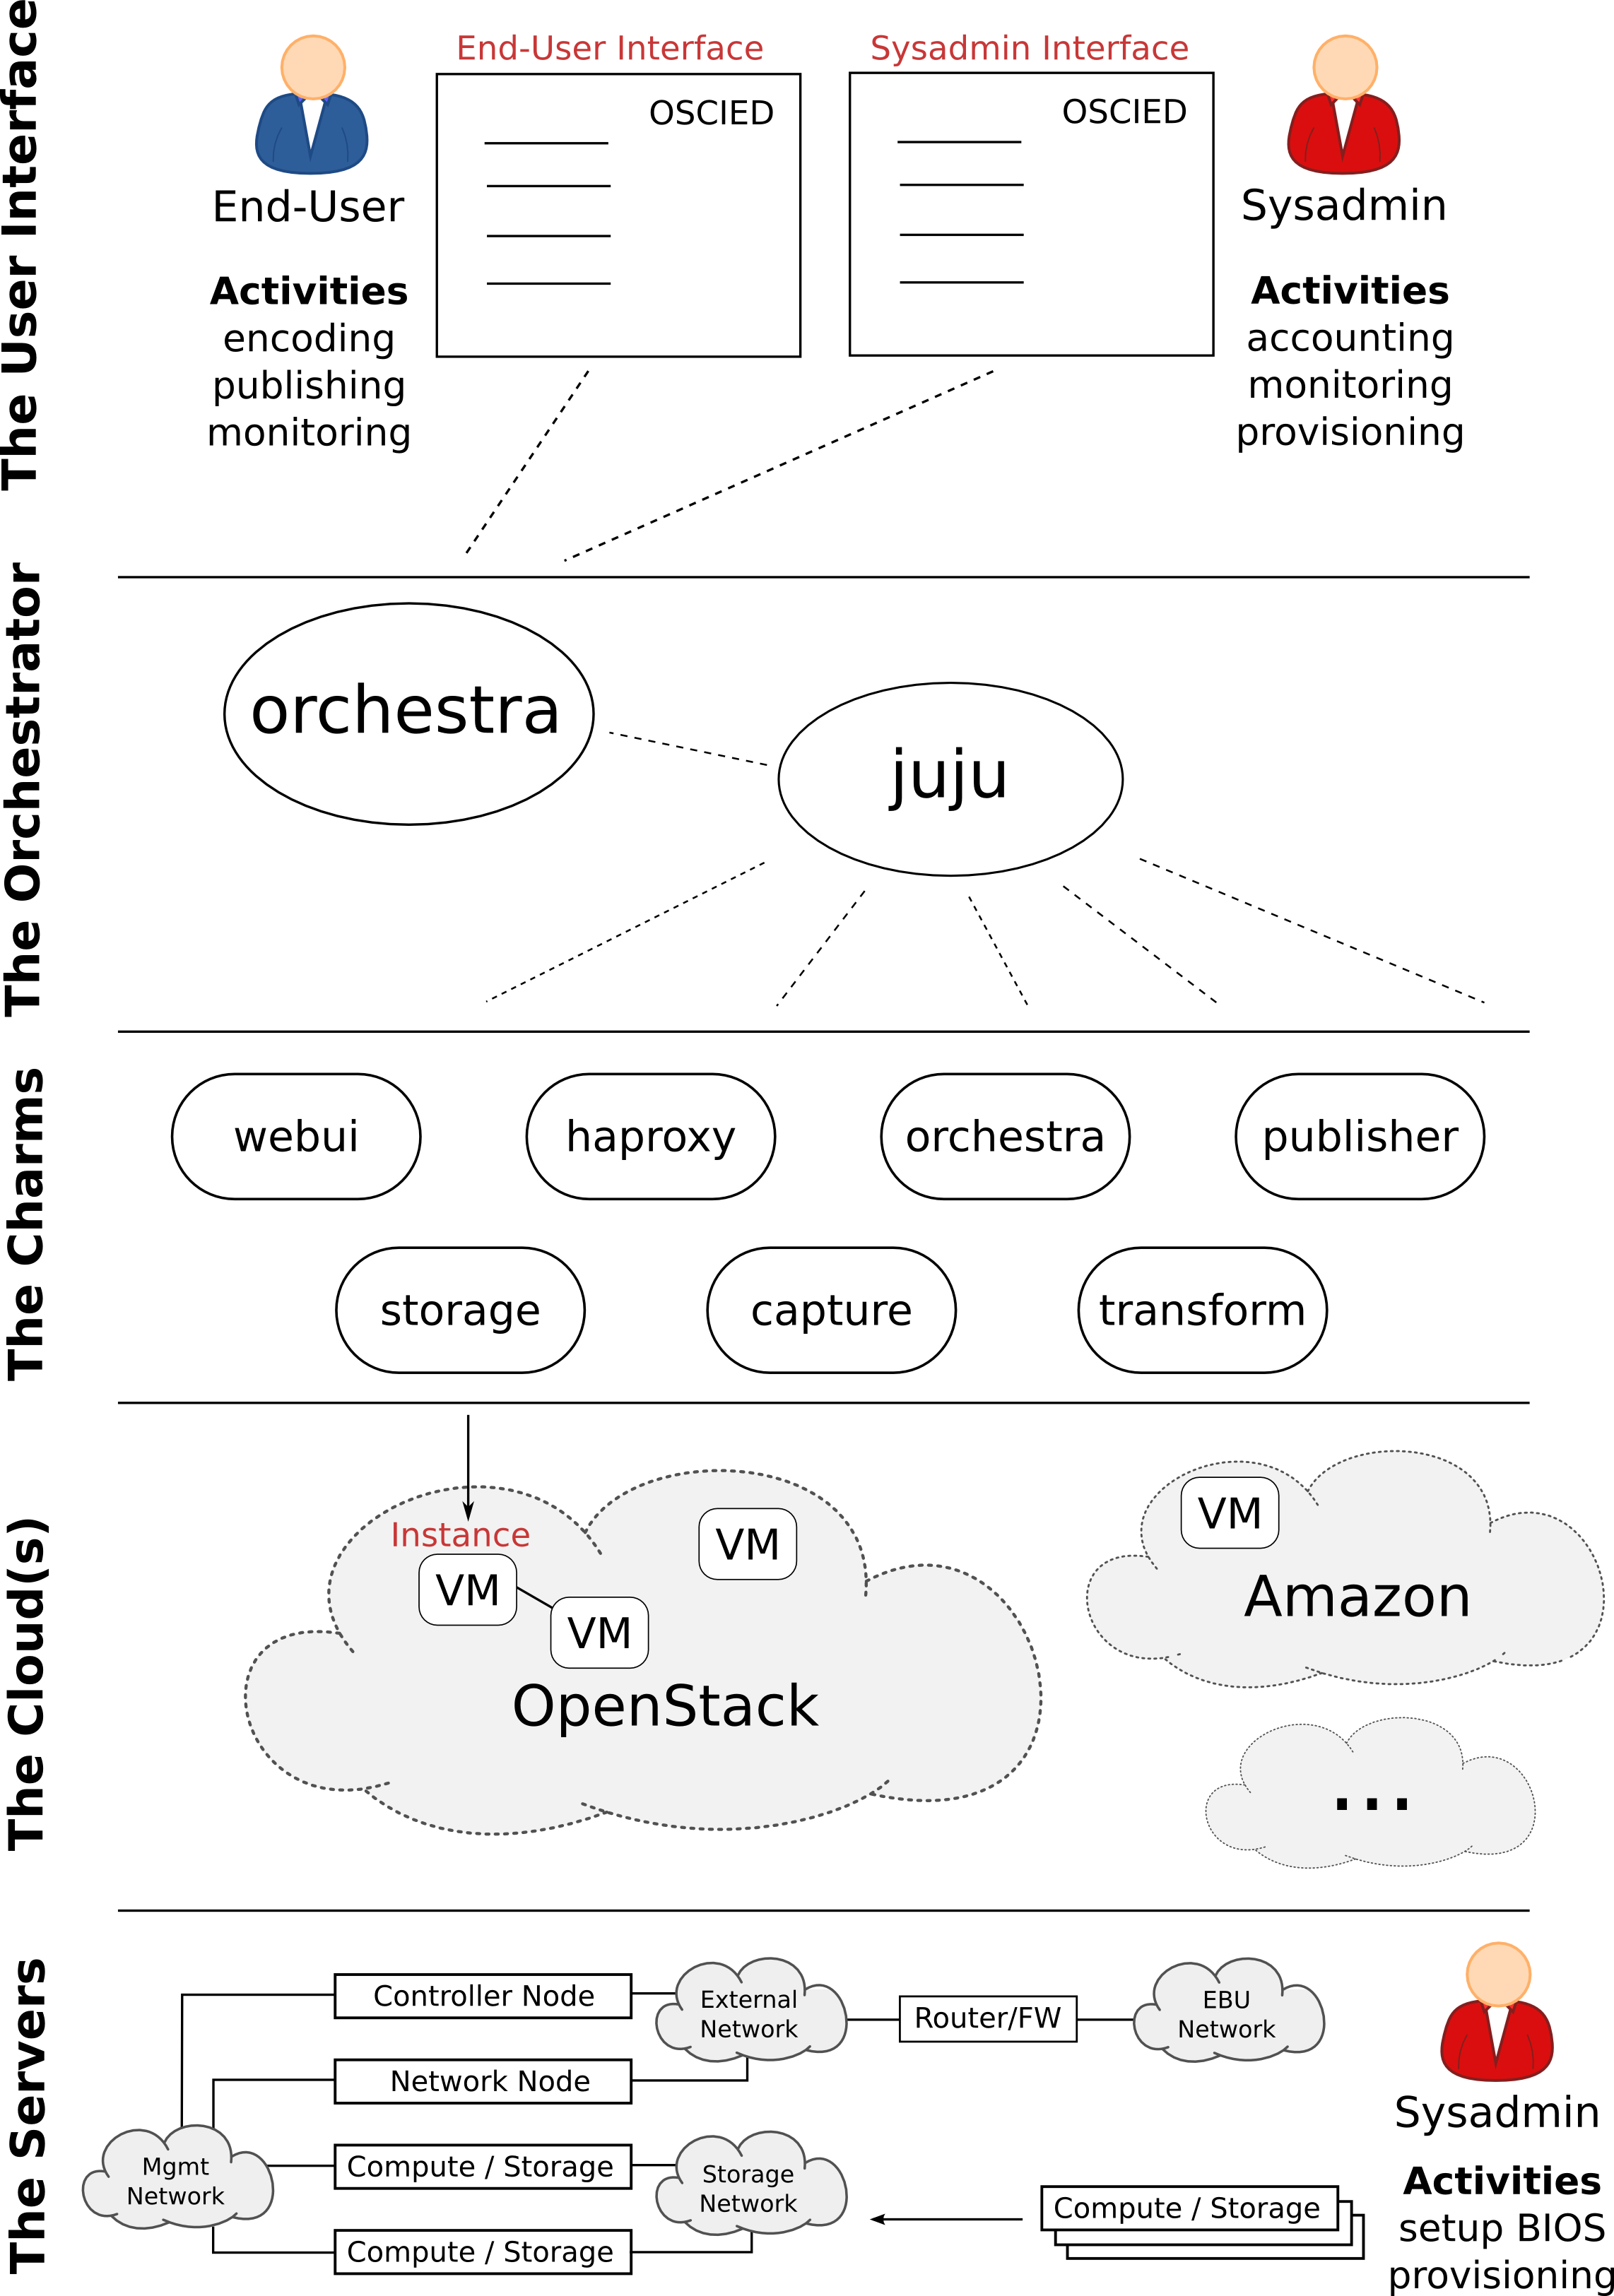 The User Interface
End-User Interface
Sysadmin Interface
OSCIED
OSCIED
End-User
Activities
encoding
publishing
monitoring
Sysadmin
Activities
accounting
monitoring
provisioning
The Orchestrator
orchestra
juju
The Charms
webui
haproxy
orchestra
publisher
storage
capture
transform
The Cloud(s)
Instance
VM
VM
VM
OpenStack
VM
Amazon
...
The Servers
Controller Node
Network Node
Compute / Storage
Compute / Storage
Mgmt
Network
External
Network
Storage
Network
Router/FW
EBU
Network
Compute / Storage
Sysadmin
Activities
setup BIOS
provisioning